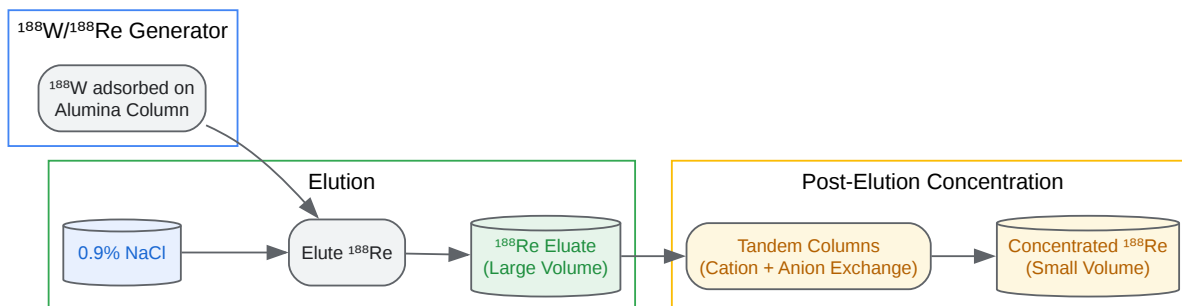 ¹⁸⁸W/¹⁸⁸Re Generator
¹⁸⁸W adsorbed on
Alumina Column
Elution
0.9% NaCl
Elute ¹⁸⁸Re
¹⁸⁸Re Eluate
(Large Volume)
Post-Elution Concentration
Tandem Columns
(Cation + Anion Exchange)
Concentrated ¹⁸⁸Re
(Small Volume)